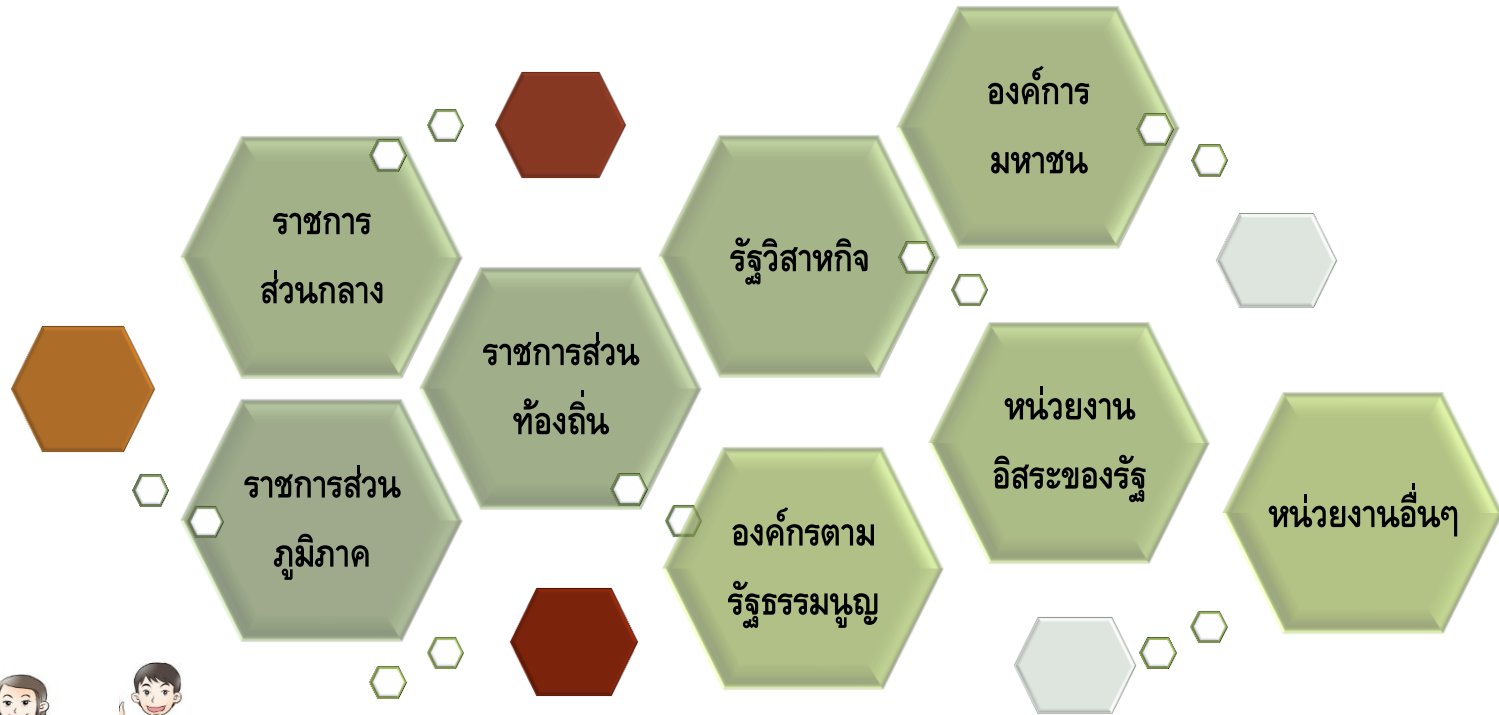 ราชการ
ส่วนกลาง
ราชการส่วน
ภูมิภาค
ราชการส่วน
ท้องถิ่น
รัฐวิสาหกิจ
องค์กรตาม
รัฐธรรมนูญ
องค์การ
มหาชน
หน่วยงาน
อิสระของรัฐ
หน่วยงานอื่นๆ